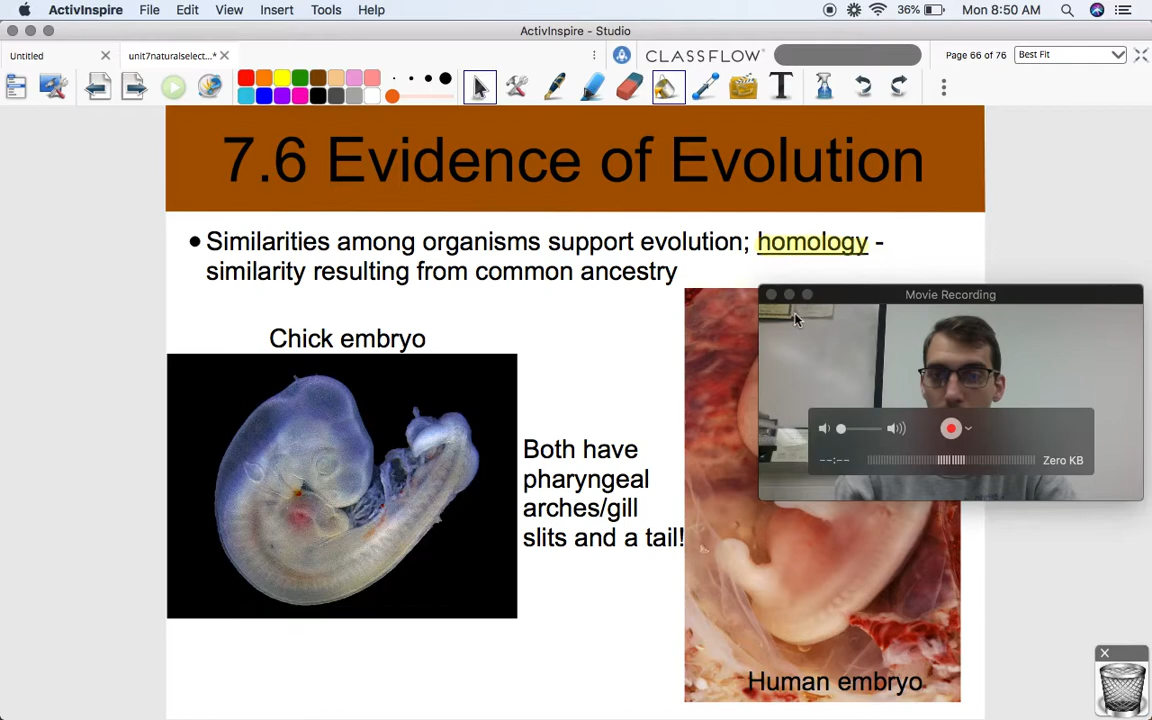 ActivInspire File Edit View Insert Tools Help 36% Mon 8:50 AM
ActivInspire - Studio
Untitled unit7naturalselect...* CLASSFLOW Page 66 of 76 Best Fit
7.6 Evidence of Evolution
• Similarities among organisms support evolution; homology -
similarity resulting from common ancestry
Movie Recording
--:-- Zero KB
Chick embryo
Both have
pharyngeal
arches/gill
slits and a tail!
Human embryo